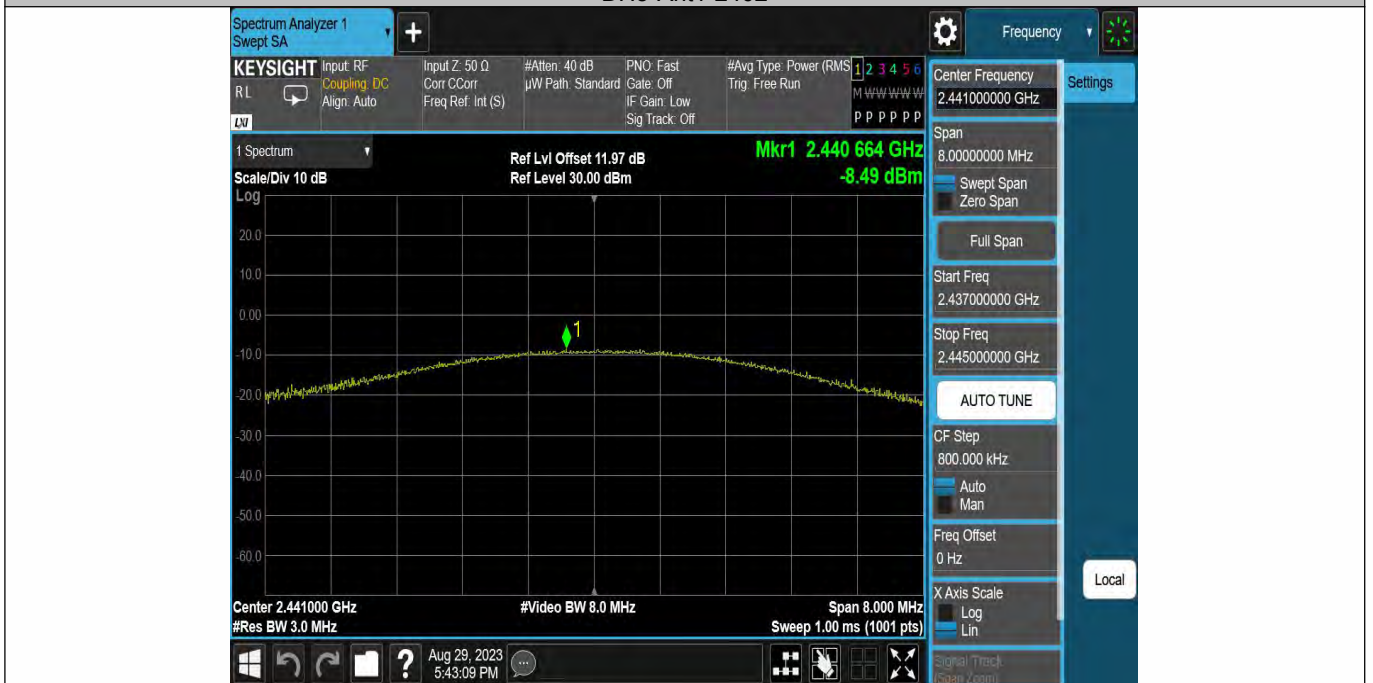 Spectrum Analyzer 1
Swept SA
+
Frequency
KEYSIGHT
RL
LXI
Input: RF
Coupling: DC
Align: Auto
Input Z: 50 Ω
Corr CCorr
Freq Ref: Int (S)
#Atten: 40 dB
µW Path: Standard
PNO: Fast
Gate: Off
IF Gain: Low
Sig Track: Off
#Avg Type: Power (RMS
Trig: Free Run
1 2 3 4 5 6
M W W W W W
P P P P P P
1 Spectrum
Scale/Div 10 dB
Ref Lvl Offset 11.97 dB
Ref Level 30.00 dBm
Mkr1 2.440 664 GHz
-8.49 dBm
Log
20.0
10.0
0.00
-10.0
-20.0
-30.0
-40.0
-50.0
-60.0
1
Center 2.441000 GHz
#Res BW 3.0 MHz
#Video BW 8.0 MHz
Span 8.000 MHz
Sweep 1.00 ms (1001 pts)
Center Frequency
2.441000000 GHz
Settings
Span
8.00000000 MHz
Swept Span
Zero Span
Full Span
Start Freq
2.437000000 GHz
Stop Freq
2.445000000 GHz
AUTO TUNE
CF Step
800.000 kHz
Auto
Man
Freq Offset
0 Hz
X Axis Scale
Log
Lin
Signal Track
(Span Zoom)
Local
?
Aug 29, 2023
5:43:09 PM